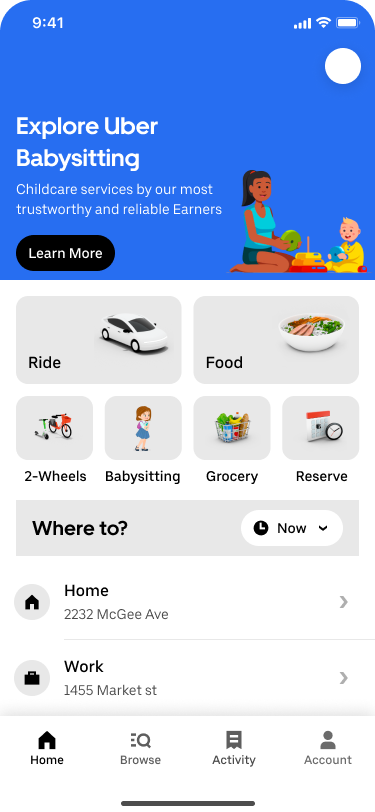 9:41
Explore Uber
Babysitting
Childcare services by our most
trustworthy and reliable Earners
Learn More
Ride
Food
2-Wheels
Babysitting
Grocery
Reserve
Where to?
Now
Home
2232 McGee Ave
Work
1455 Market st
Home
Browse
Activity
Account